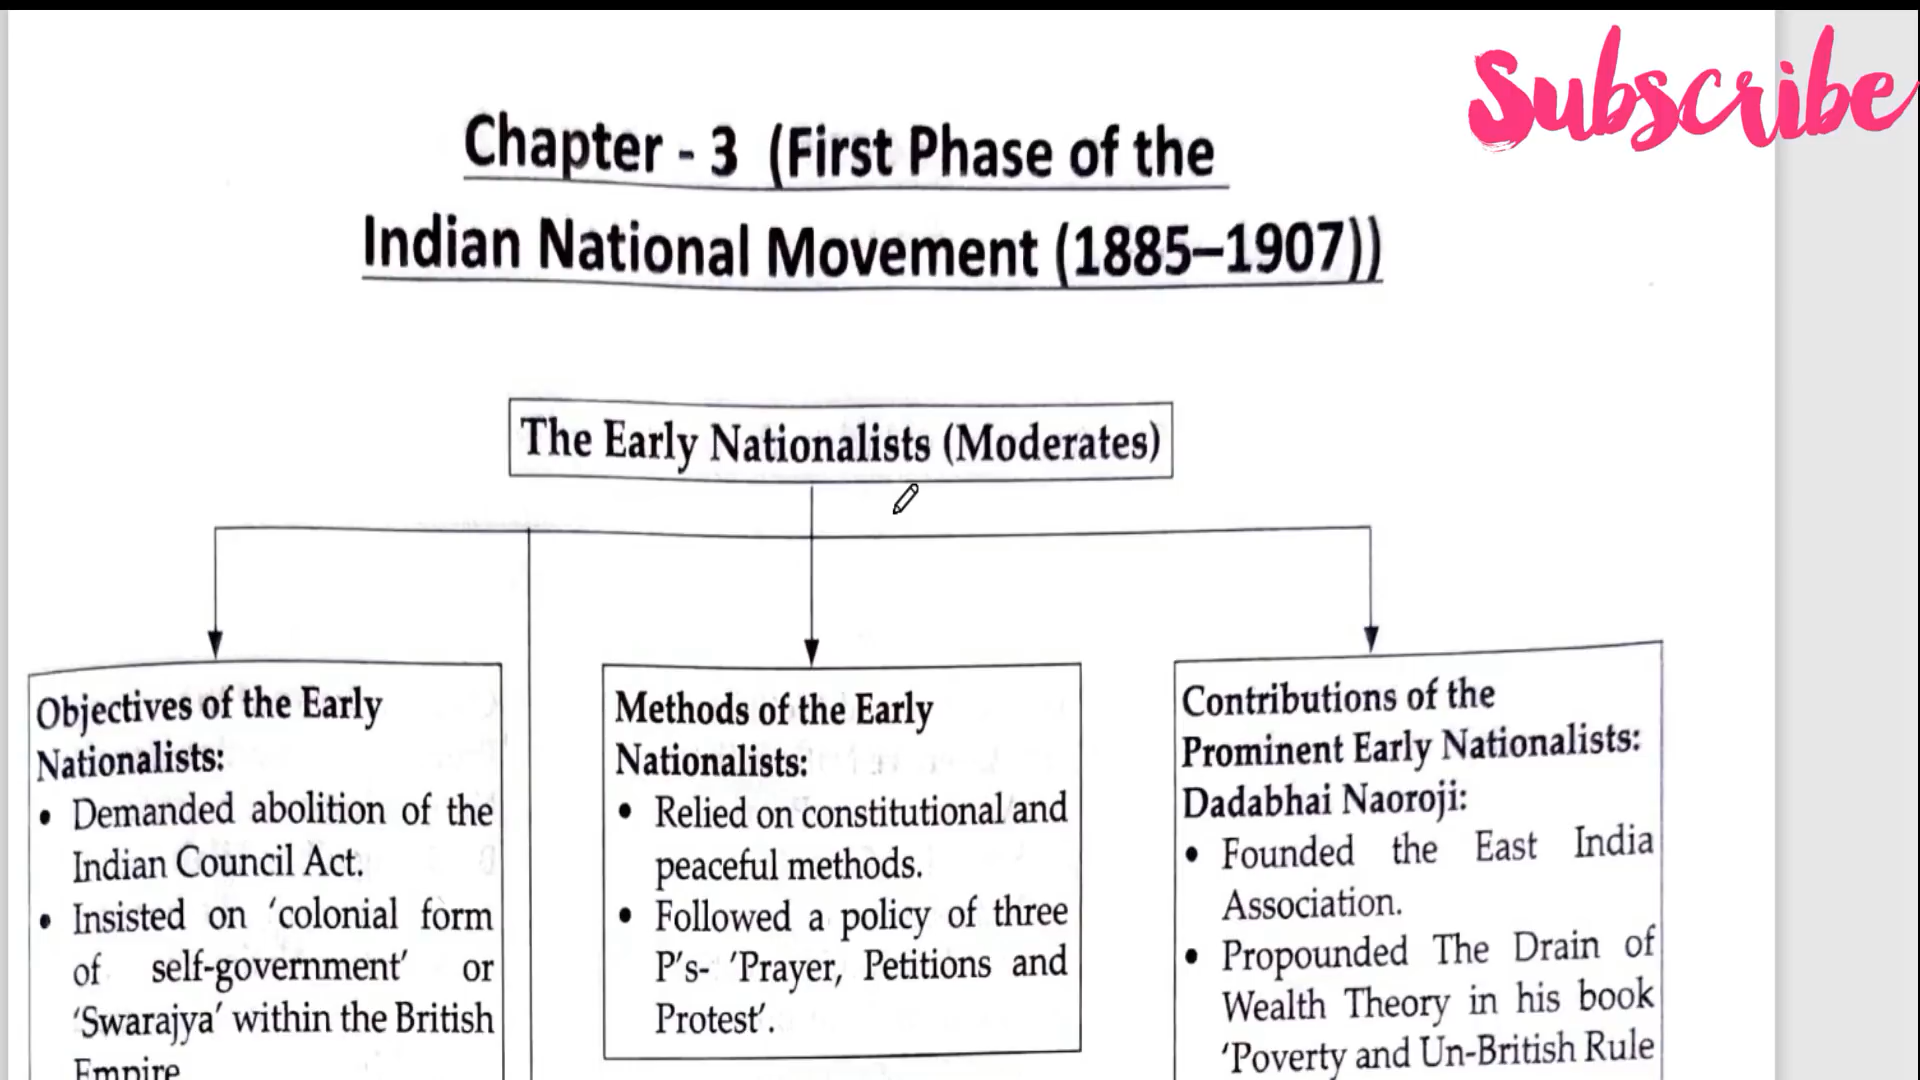 Subscribe
Chapter - 3 (First Phase of the
Indian National Movement (1885–1907))
The Early Nationalists (Moderates)
Objectives of the Early
Nationalists:
• Demanded abolition of the
Indian Council Act.
• Insisted on ‘colonial form
of self-government’ or
‘Swarajya’ within the British
Empire
Methods of the Early
Nationalists:
• Relied on constitutional and
peaceful methods.
• Followed a policy of three
P's- 'Prayer, Petitions and
Protest'.
Contributions of the
Prominent Early Nationalists:
Dadabhai Naoroji:
• Founded the East India
Association.
• Propounded The Drain of
Wealth Theory in his book
'Poverty and Un-British Rule